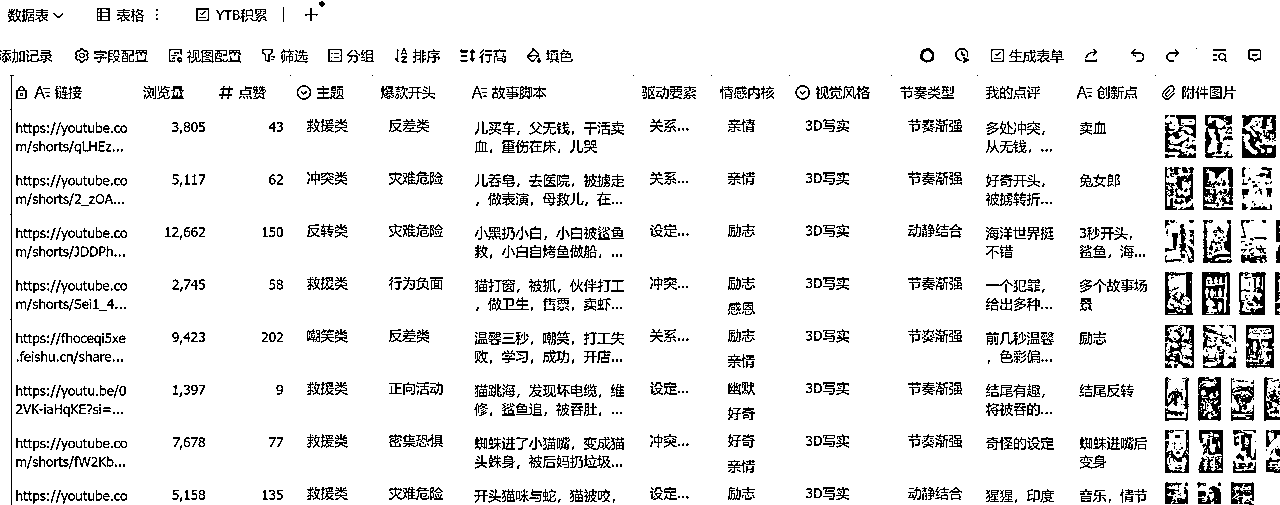 数据表 表格 YTB积累
添加记录 字段配置 视图配置 筛选 分组 排序 行高 填色 生成表单
链接 浏览量 # 点赞 主题 爆款开头 故事脚本 驱动要素 情感内核 视觉风格 节奏类型 我的点评 创新点 附件图片
https://youtube.co 3,805 43 救援类 反差类 儿买车，父无钱，干活卖 关系... 亲情 3D写实 节奏渐强 多处冲突， 卖血
m/shorts/qLHEz... 血，重伤在床，儿哭 从无钱，...
https://youtube.co 5,117 62 冲突类 灾难危险 儿吞皂，去医院，被掳走 关系... 亲情 3D写实 节奏渐强 好奇开头， 兔女郎
m/shorts/2_zOA... ，做表演，母救儿，在... 被掳转折...
https://youtube.co 12,662 150 反转类 灾难危险 小黑扔小白，小白被鲨鱼 设定... 励志 3D写实 动静结合 海洋世界挺 3秒开头，
m/shorts/JDDPh... 救，小白自烤鱼做船，... 不错 鲨鱼，海...
https://youtube.co 2,745 58 救援类 行为负面 猫打窗，被抓，伙伴打工 冲突... 励志 3D写实 节奏渐强 一个犯罪， 多个故事场
m/shorts/5ei1_4... ，做卫生，售票，卖虾... 感恩 给出多种... 景
https://fhoceqi5xe 9,423 202 嘲笑类 反差类 温馨三秒，嘲笑，打工失 关系... 励志 3D写实 节奏渐强 前几秒温馨 励志
.feishu.cn/share... 败，学习，成功，开店... 亲情 ，色彩偏...
https://youtu.be/0 1,397 9 救援类 正向活动 猫跳海，发现坏电缆，维 设定... 幽默 3D写实 节奏渐强 结尾有趣， 结尾反转
2VK-iaHqKE?si=... 修，鲨鱼追，被吞肚，... 好奇 将被吞的...
https://youtube.co 7,678 77 救援类 密集恐惧 蜘蛛进了小猫嘴，变成猫 冲突... 好奇 3D写实 节奏渐强 奇怪的设定 蜘蛛进嘴后
m/shorts/fW2Kb... 头蛛身，被后妈扔垃圾... 亲情 变身
https://youtube.co 5,158 135 救援类 灾难危险 开头猫咪与蛇，猫被咬， 设定... 励志 3D写实 动静结合 猩猩，印度 音乐，情节